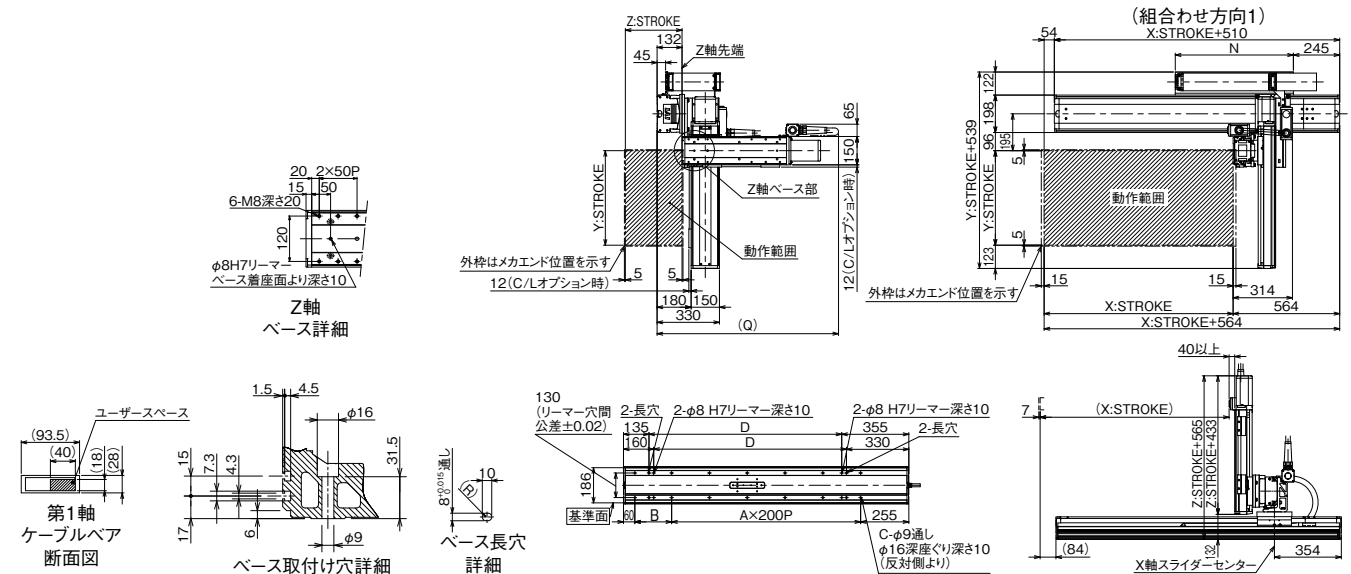 (組合わせ方向1)
Z:STROKE
132
45
Z軸先端
65
150
Z軸ベース部
Y:STROKE
動作範囲
外枠はメカエンド位置を示す
5
5
12(C/Lオプション時)
12(C/Lオプション時)
180
150
330
(Q)
54
X:STROKE+510
N
245
122
198
96
195
Y:STROKE+539
Y:STROKE
5
5
123
動作範囲
外枠はメカエンド位置を示す
15
15
314
X:STROKE
564
X:STROKE+564
20
2×50P
15
50
6-M8深さ20
120
φ8H7リーマー
ベース着座面より深さ10
Z軸
ベース詳細
ユーザースペース
(93.5)
(40)
(18)
(28)
第1軸
ケーブルベア
断面図
1.5
4.5
φ16
15
7.3
4.3
31.5
17
6
φ9
ベース取付け穴詳細
10
8+0.015 0通し
(R)
ベース長穴
詳細
130
(リーマー穴間
公差±0.02)
2-長穴
2-φ8 H7リーマー深さ10
2-φ8 H7リーマー深さ10
135
D
355
2-長穴
160
D
330
186
基準面
60
B
A×200P
255
C-φ9通し
φ16深座ぐり深さ10
(反対側より)
40以上
7
(X:STROKE)
Z:STROKE+565
Z:STROKE+433
132
(84)
354
X軸スライダーセンター